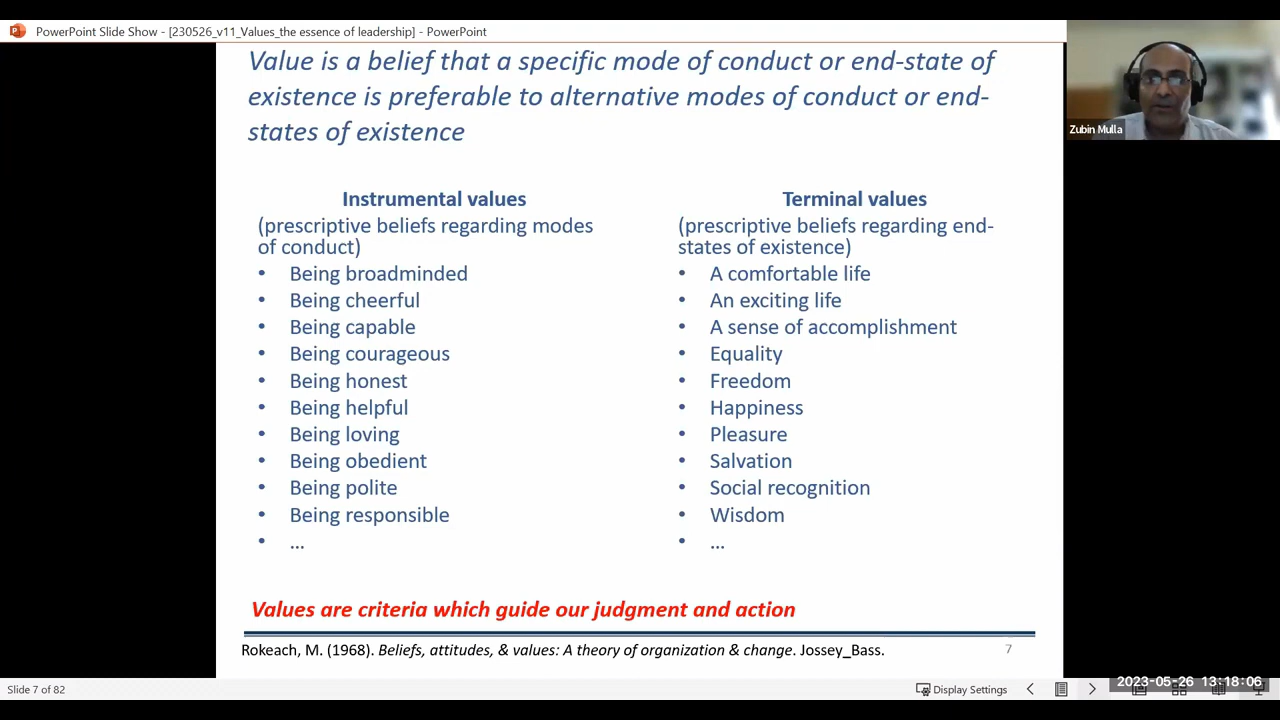 PowerPoint Slide Show - [230526_v11_Values_the essence of leadership] - PowerPoint
Zubin Mulla
Value is a belief that a specific mode of conduct or end-state of
existence is preferable to alternative modes of conduct or end-
states of existence
Instrumental values
(prescriptive beliefs regarding modes
of conduct)
• Being broadminded
• Being cheerful
• Being capable
• Being courageous
• Being honest
• Being helpful
• Being loving
• Being obedient
• Being polite
• Being responsible
• ...
Terminal values
(prescriptive beliefs regarding end-
states of existence)
• A comfortable life
• An exciting life
• A sense of accomplishment
• Equality
• Freedom
• Happiness
• Pleasure
• Salvation
• Social recognition
• Wisdom
• ...
Values are criteria which guide our judgment and action
Rokeach, M. (1968). Beliefs, attitudes, & values: A theory of organization & change. Jossey_Bass.
7
Slide 7 of 82
Display Settings
2023-05-26 13:18:06